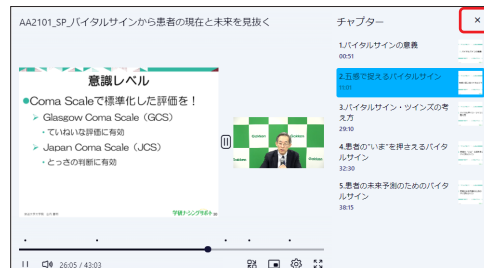 AA2101_SP_バイタルサインから患者の現在と未来を見抜く
意識レベル
●Coma Scaleで標準化した評価を！
➢ Glasgow Coma Scale（GCS）
・ていねいな評価に有効
➢ Japan Coma Scale（JCS）
・とっさの判断に有効
学研ナーシングサポート
Gakken
Gakken
26:05 / 43:03
チャプター
×
1.バイタルサインの意義
00:51
2.五感で捉えるバイタルサイン
11:01
3.バイタルサイン・ツインズの考
え方
29:10
4.患者の"いま"を押さえるバイタ
ルサイン
32:30
5.患者の未来予測のためのバイタ
ルサイン
38:15